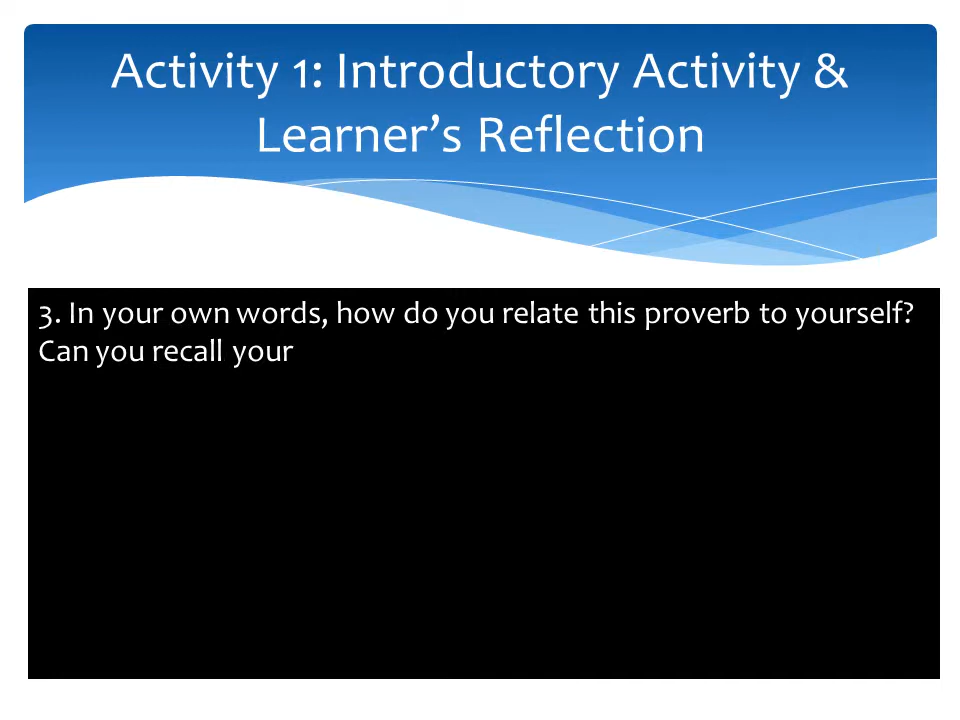 Activity 1: Introductory Activity &
Learner’s Reflection
3. In your own words, how do you relate this proverb to yourself?
Can you recall your